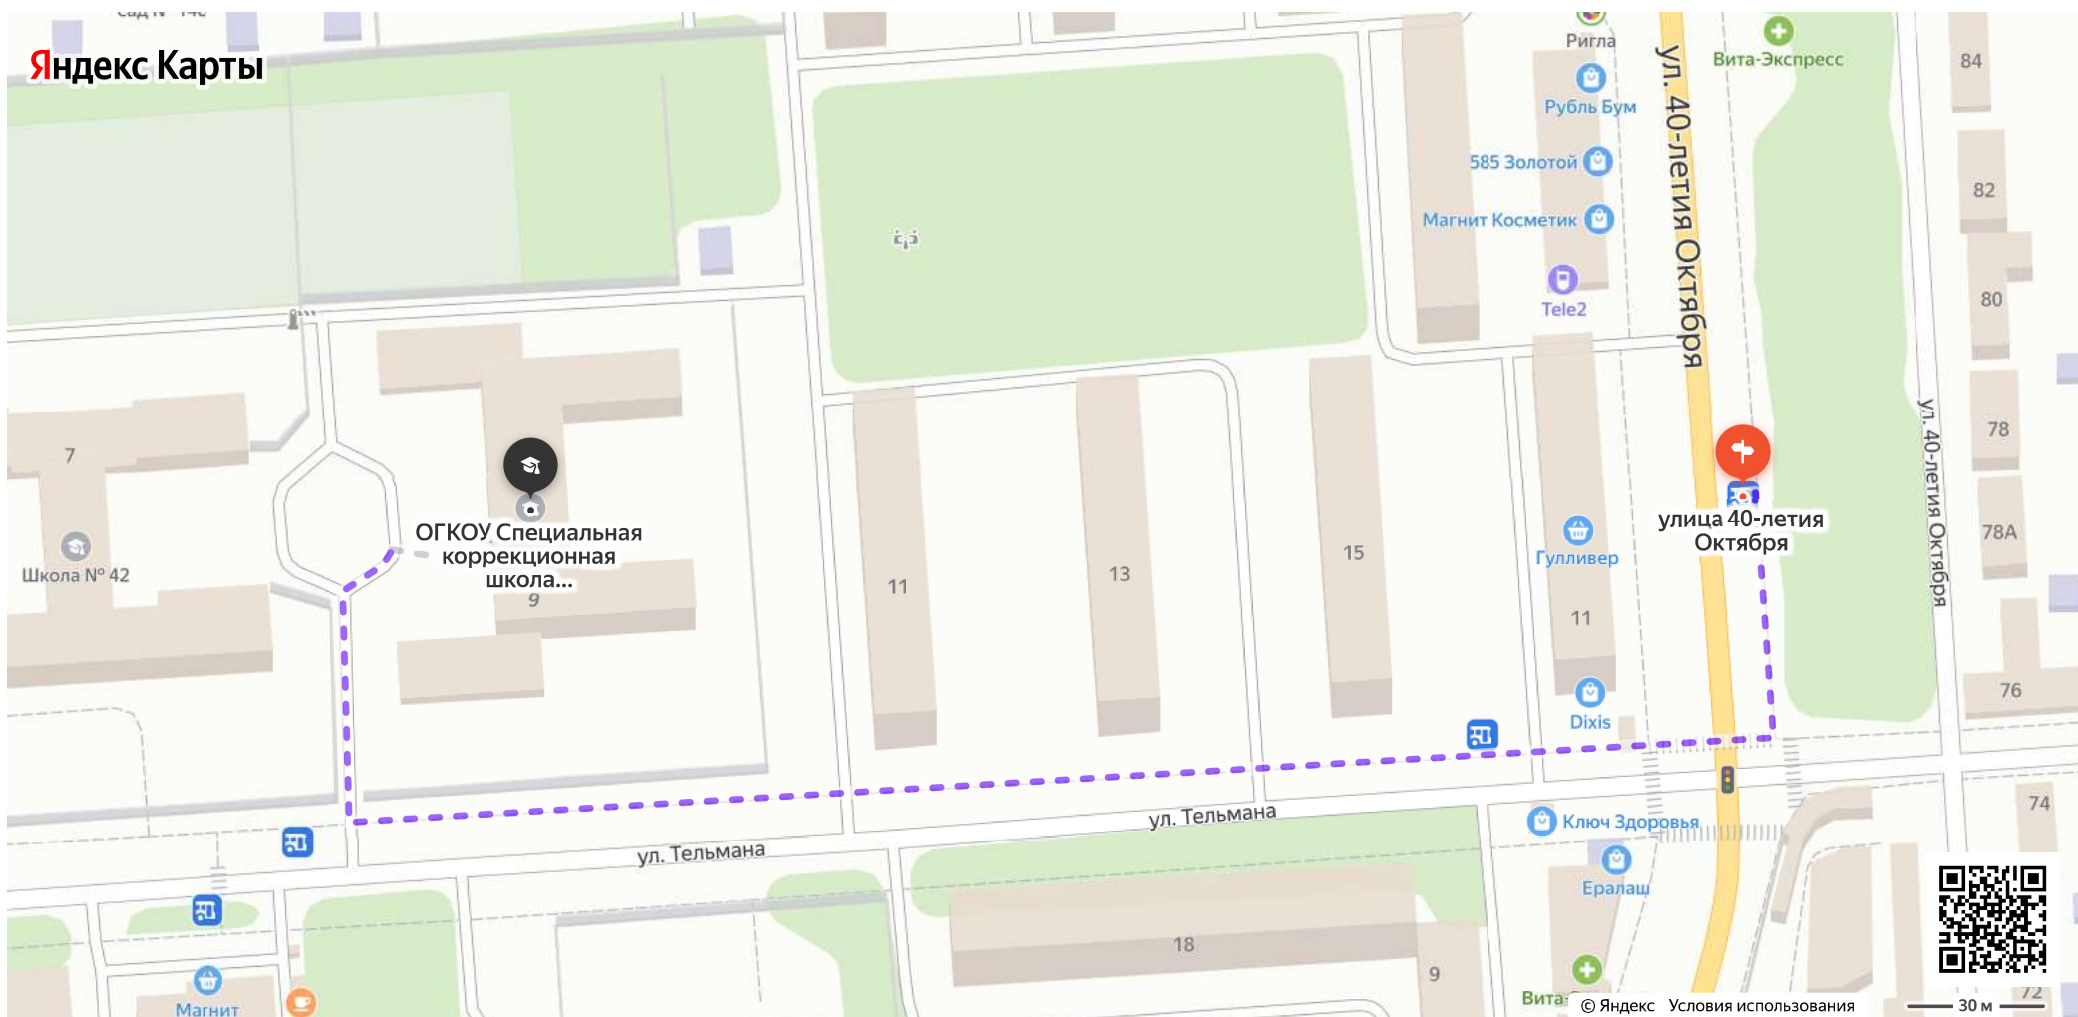 Яндекс Карты
Ригла
Вита-Экспресс
84
Рубль Бум
ул. 40-летия Октября
585 Золотой
82
Магнит Косметик
Tele2
80
7
78
ул. 40-летия Октября
ОГКОУ Специальная
коррекционная
школа...
9
улица 40-летия
Октября
78А
Школа № 42
11
13
15
Гулливер
11
76
Dixis
ул. Тельмана
ул. Тельмана
Ключ Здоровья
74
Ералаш
18
9
Вита-
Магнит
© Яндекс Условия использования
30 м
72